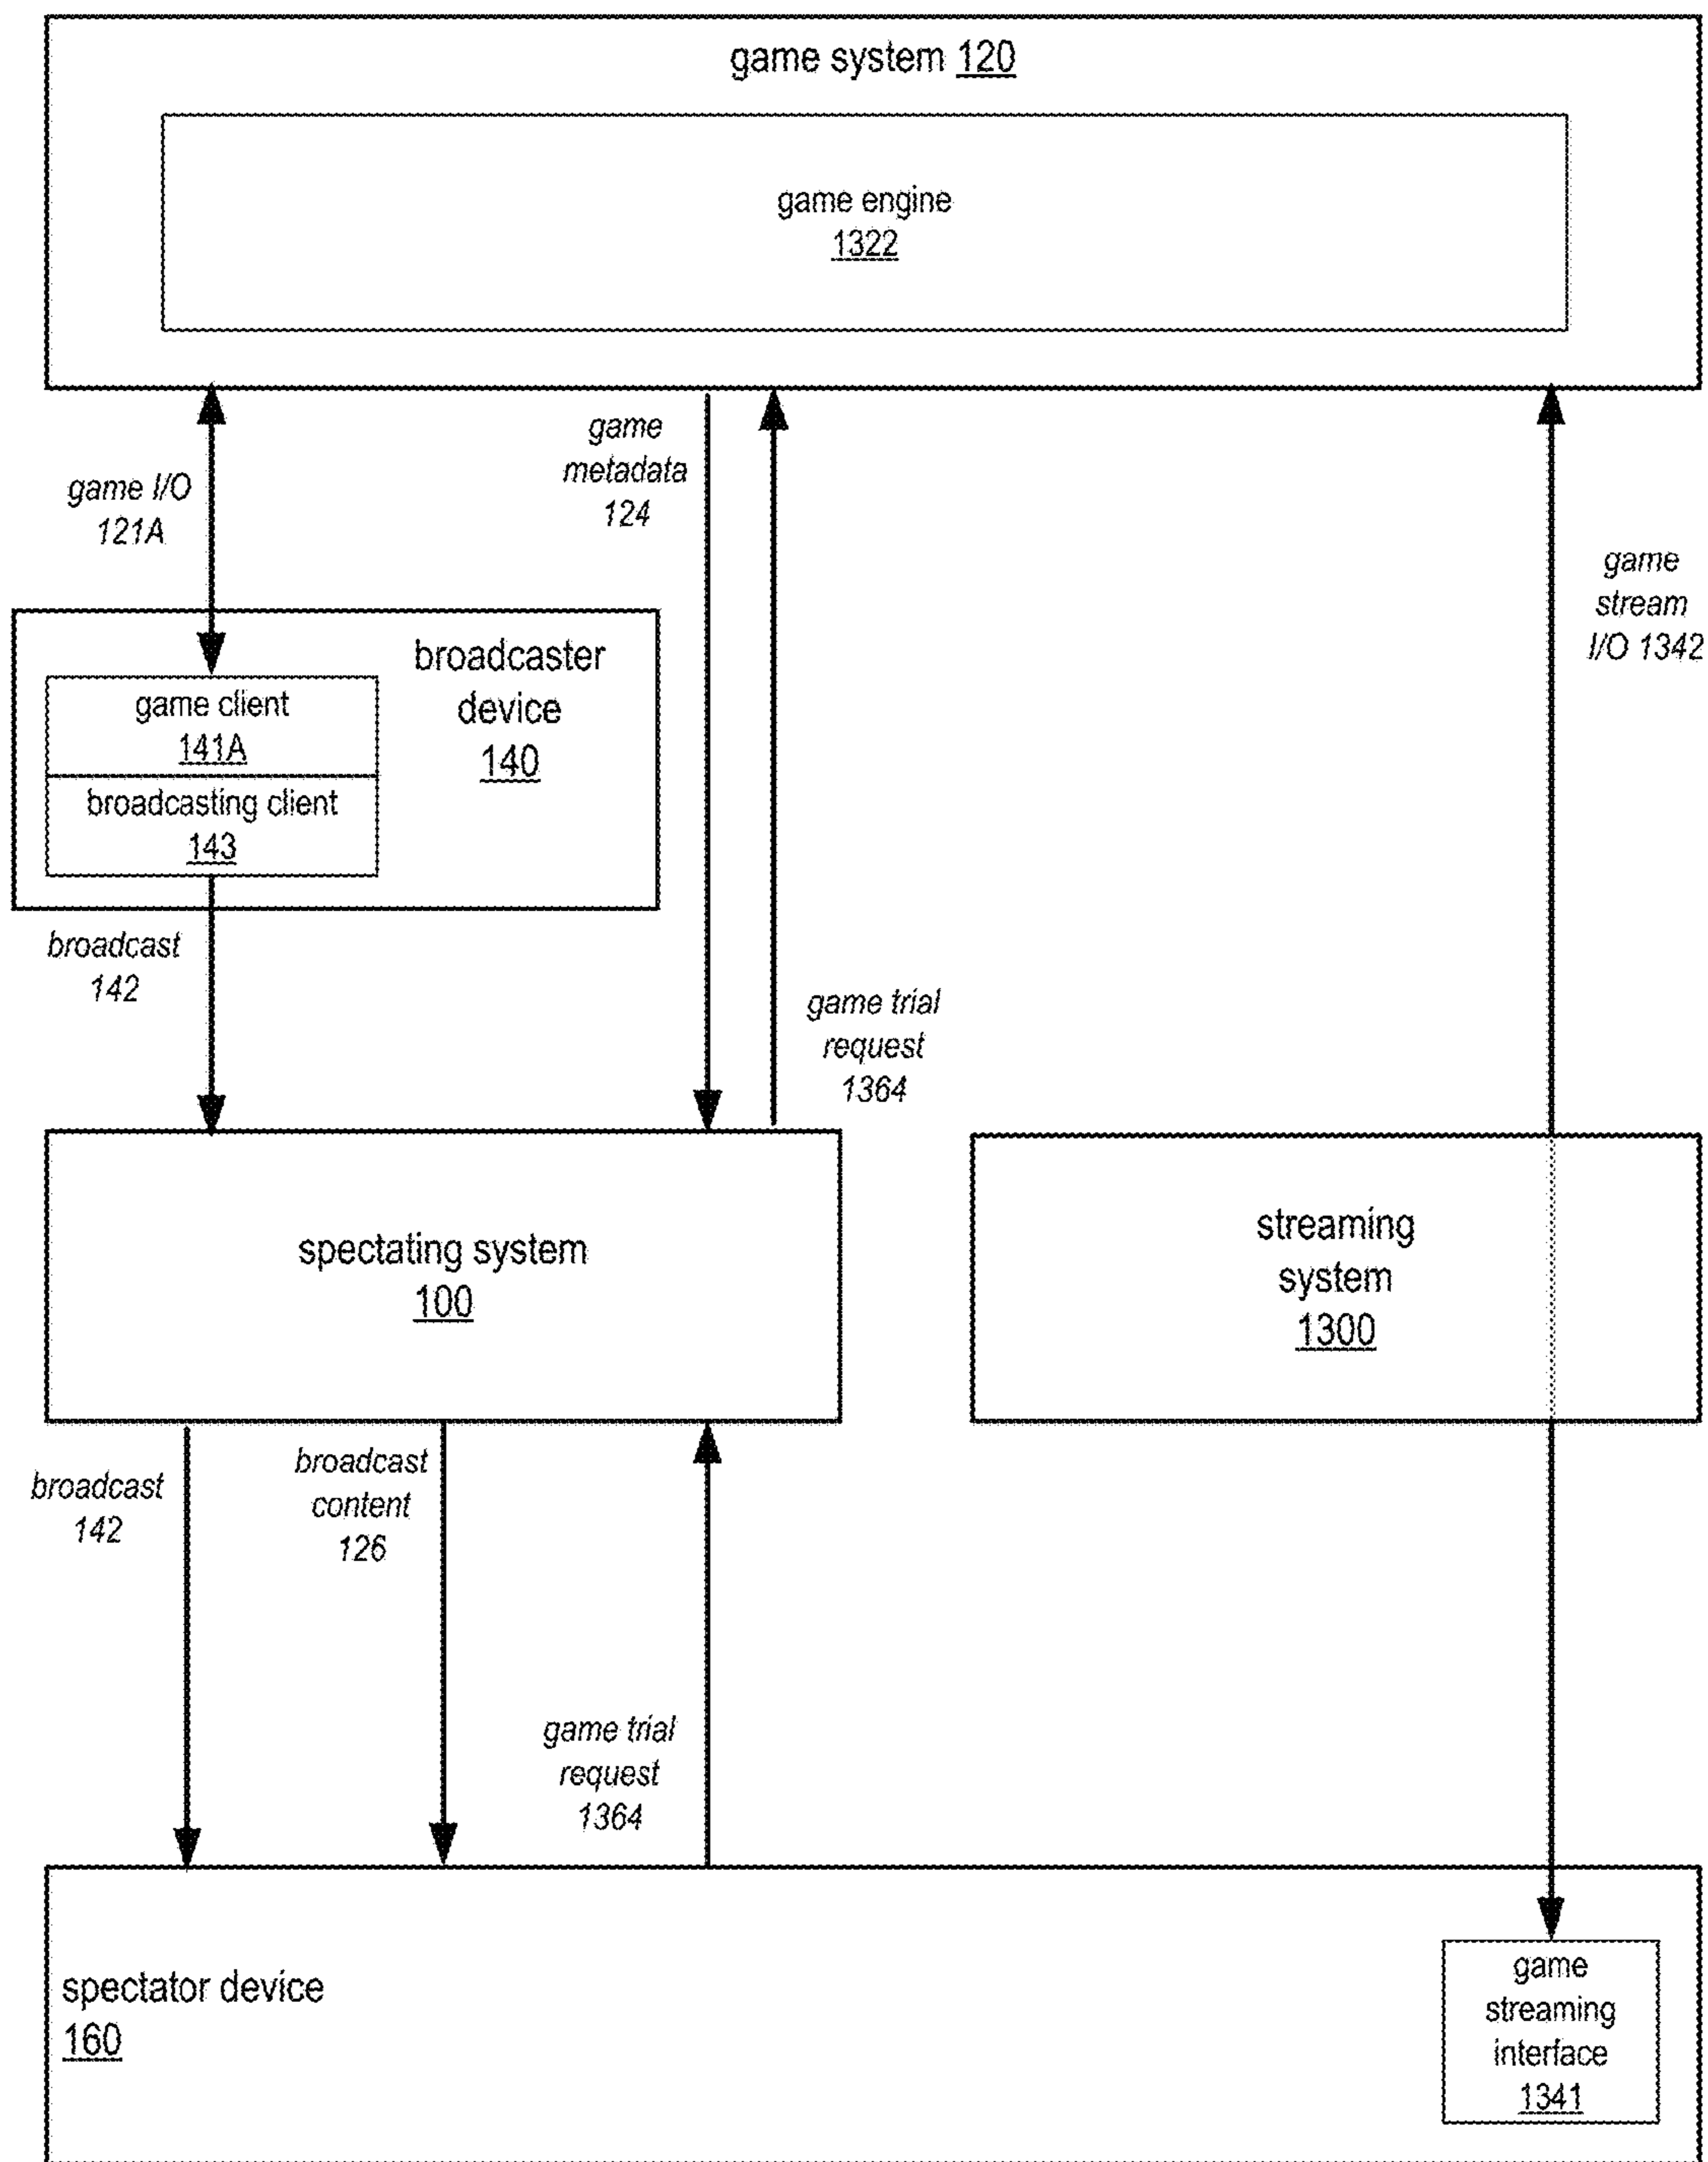 game system 120
game engine
1322
game
metadata
124
game I/O
121A
game
stream
I/O 1342
broadcaster
device
140
game client
141A
broadcasting client
143
broadcast
142
game trial
request
1364
spectating system
100
streaming
system
1300
broadcast
142
broadcast
content
126
game trial
request
1364
spectator device
160
game
streaming
interface
1341